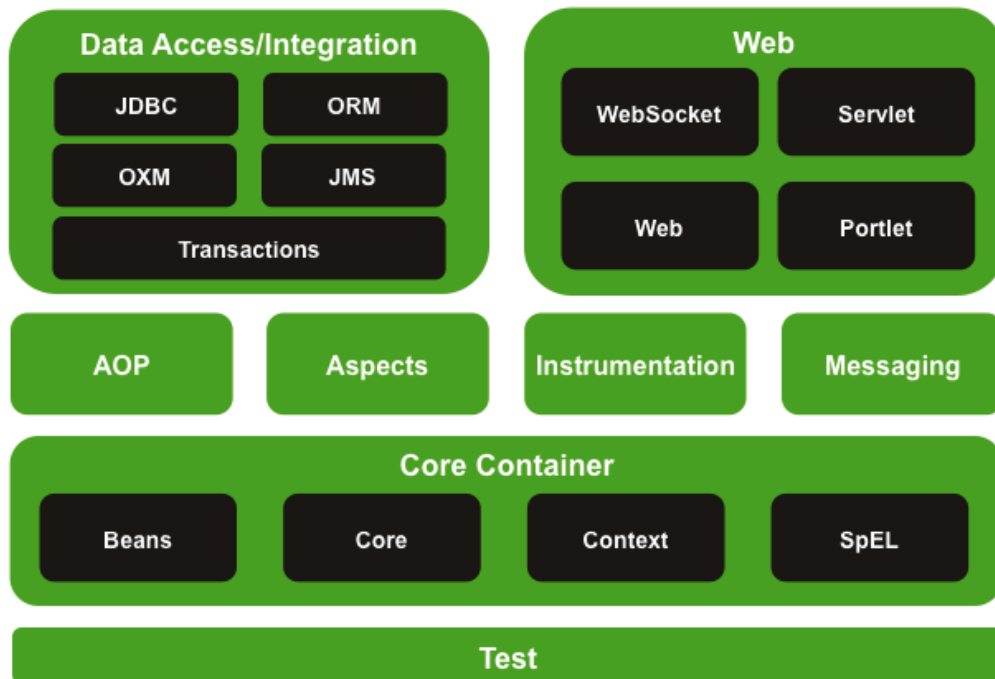 Data Access/Integration
JDBC
ORM
OXM
JMS
Transactions
Web
WebSocket
Servlet
Web
Portlet
AOP
Aspects
Instrumentation
Messaging
Core Container
Beans
Core
Context
SpEL
Test